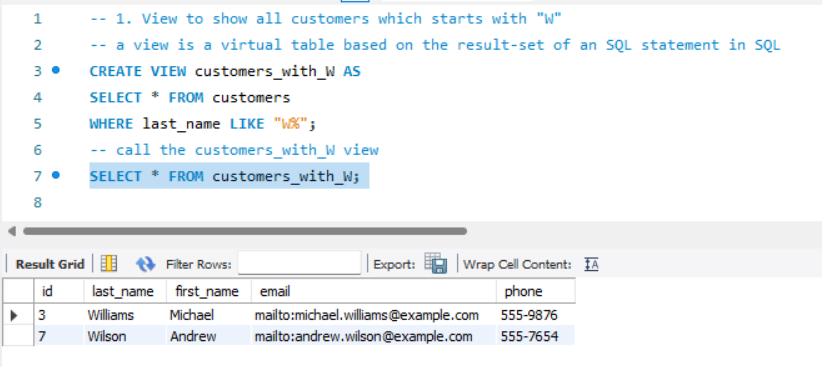 1 -- 1. View to show all customers which starts with "W"
2 -- a view is a virtual table based on the result-set of an SQL statement in SQL
3 CREATE VIEW customers_with_W AS
4 SELECT * FROM customers
5 WHERE last_name LIKE "W%";
6 -- call the customers_with_W view
7 SELECT * FROM customers_with_W;
8
Result Grid Filter Rows: Export: Wrap Cell Content:
id last_name first_name email phone
3 Williams Michael mailto:michael.williams@example.com 555-9876
7 Wilson Andrew mailto:andrew.wilson@example.com 555-7654